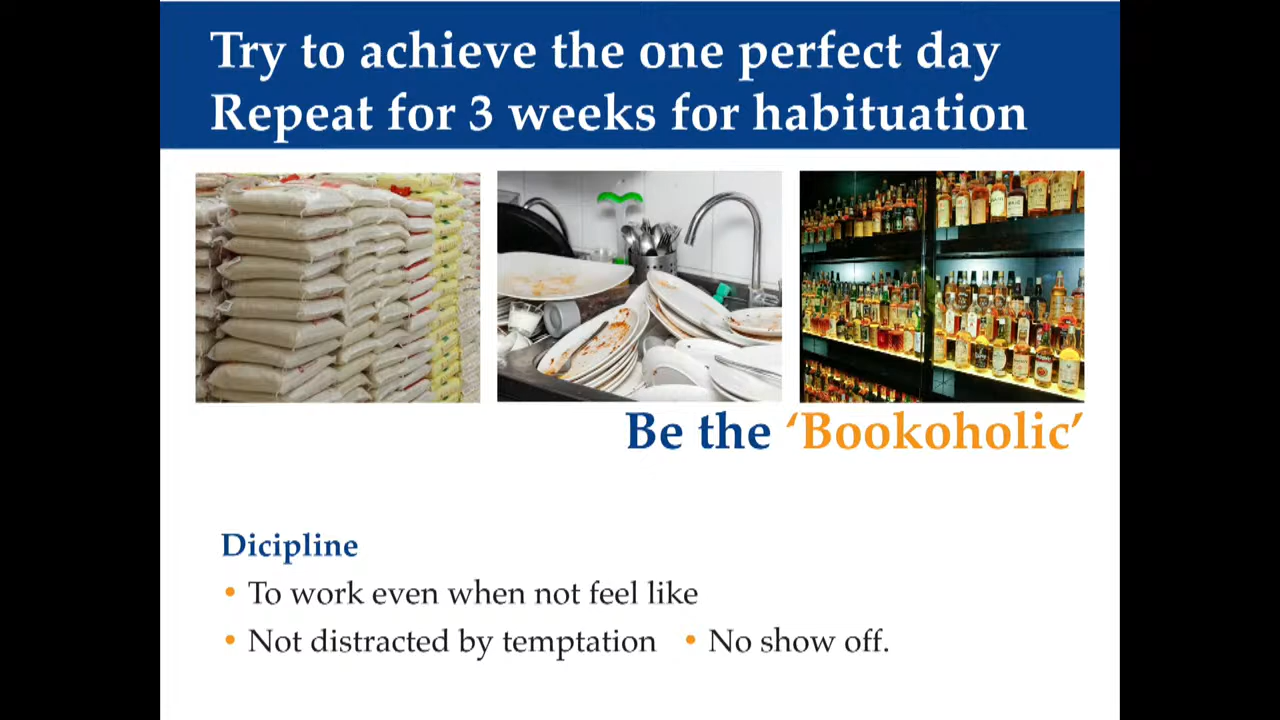 Try to achieve the one perfect day
Repeat for 3 weeks for habituation
Be the ‘Bookoholic’
Dicipline
• To work even when not feel like
• Not distracted by temptation • No show off.